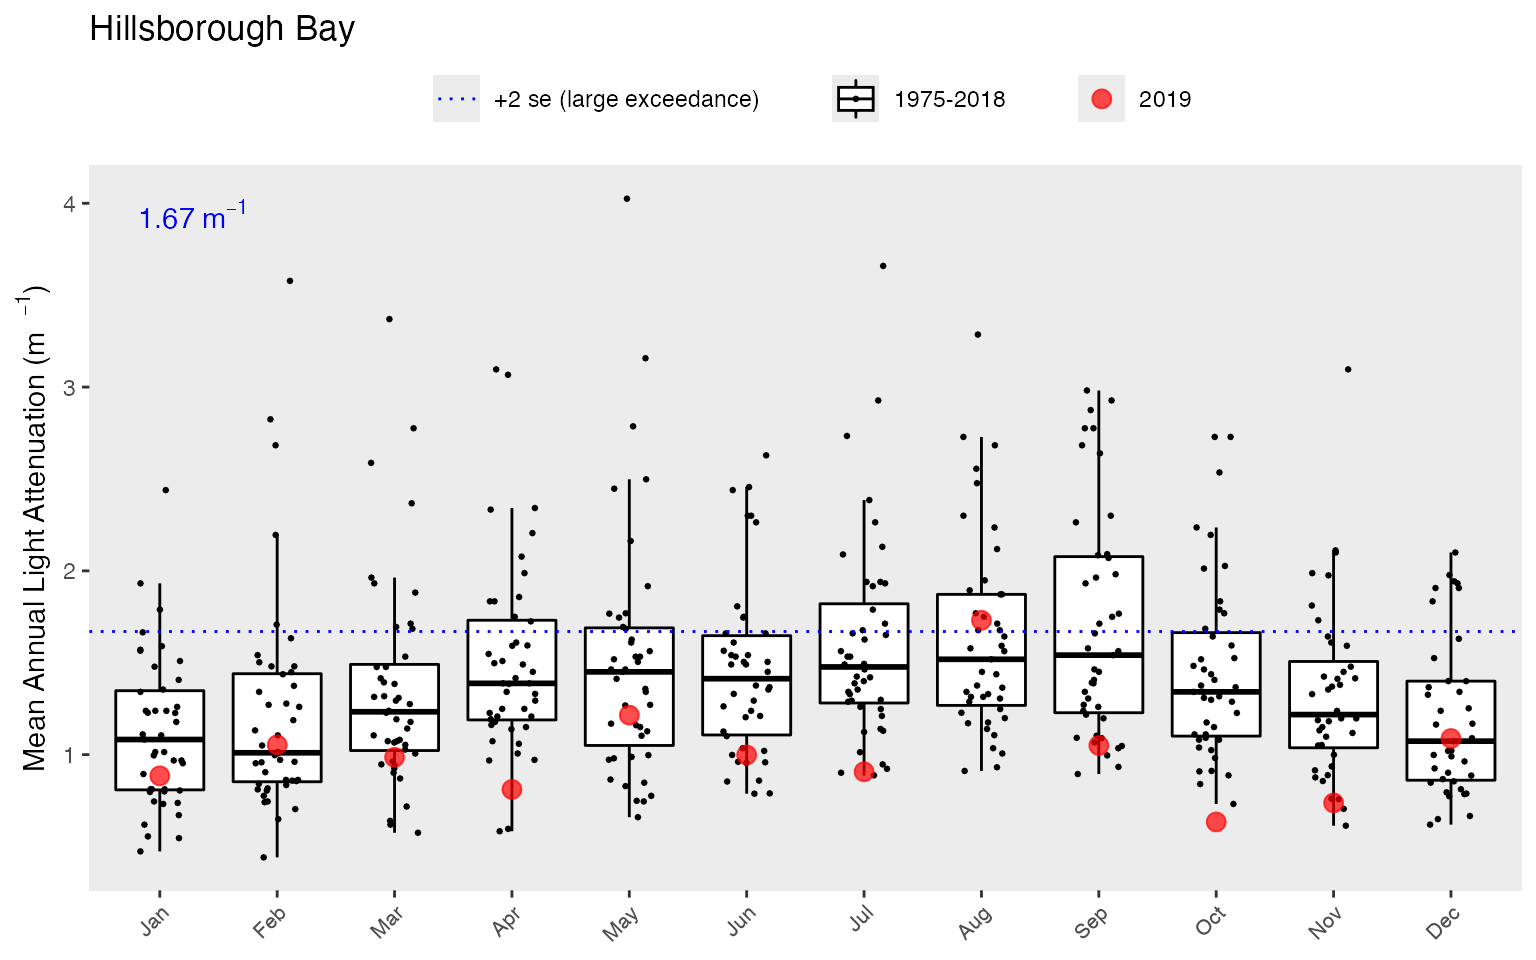 Hillsborough Bay
+2 se (large exceedance)
1975-2018
2019
Mean Annual Light Attenuation (m ⁻¹)
4
3
2
1
1.67 m⁻¹
Jan
Feb
Mar
Apr
May
Jun
Jul
Aug
Sep
Oct
Nov
Dec